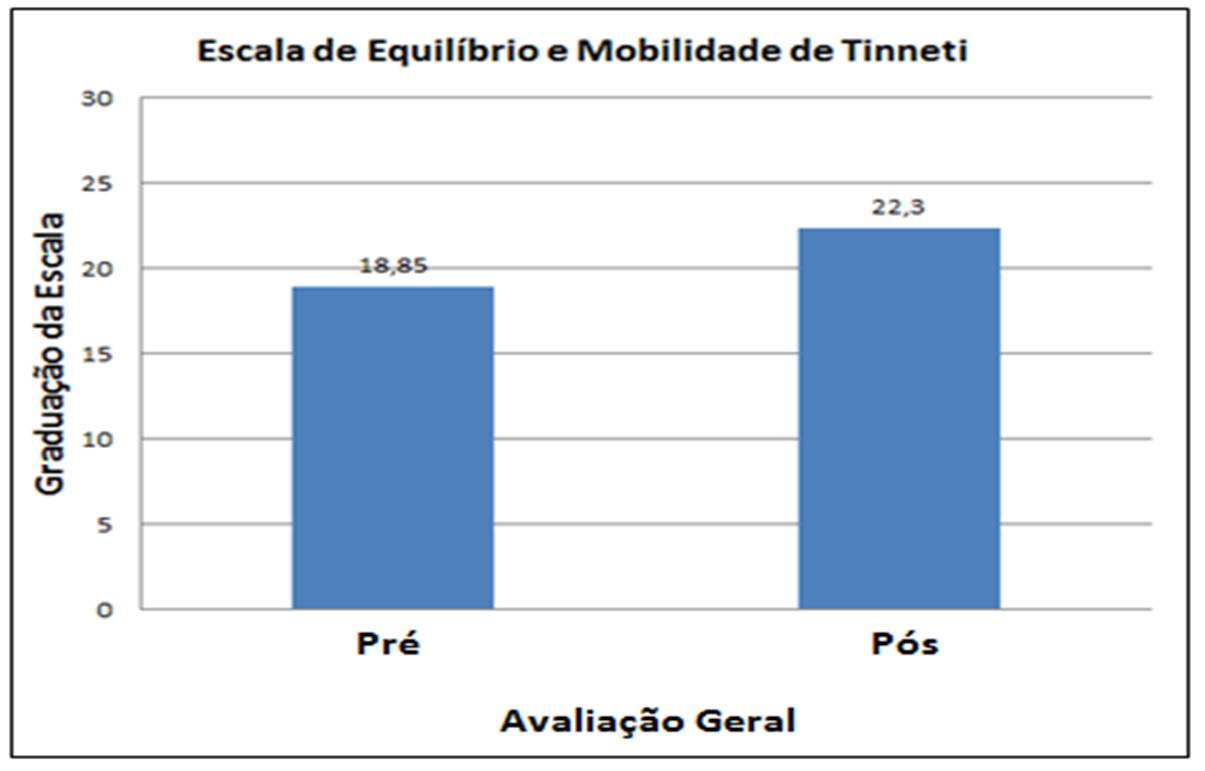 Escala de Equilíbrio e Mobilidade de Tinneti
30
25
20
15
10
5
0
Graduação da Escala
18,85
22,3
Pré
Pós
Avaliação Geral